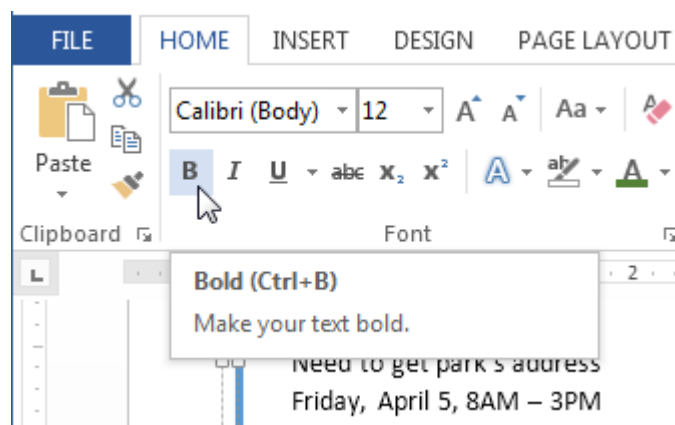 FILE HOME INSERT DESIGN PAGE LAYOUT
Calibri (Body) 12 A A Aa A
Paste
B I U abc x₂ x² A ab A
Clipboard Font
L 2
Bold (Ctrl+B)
Make your text bold.
Need to get park's address
Friday, April 5, 8AM – 3PM